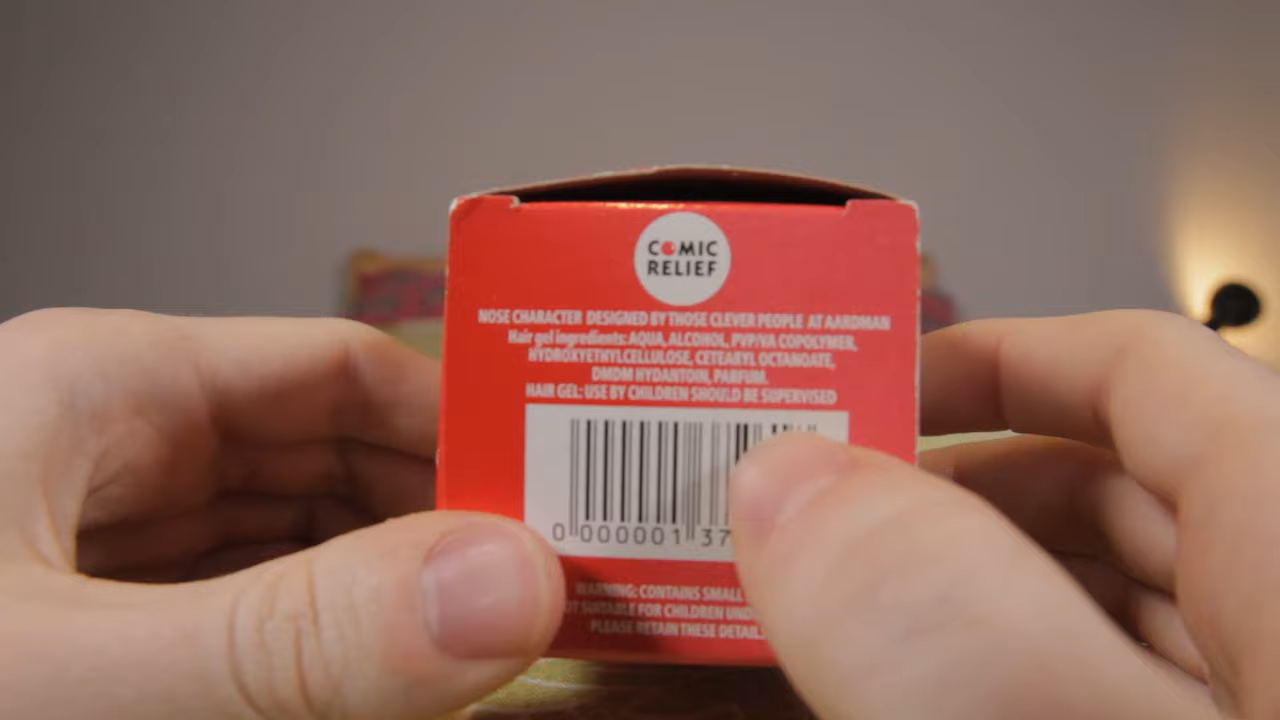 COMIC
RELIEF
NOSE CHARACTER DESIGNED BY THOSE CLEVER PEOPLE AT AARDMAN
Hair gel ingredients: AQUA, ALCOHOL, PVP/VA COPOLYMER,
HYDROXYETHYLCELLULOSE, CETEARYL OCTANOATE,
DMDM HYDANTOIN, PARFUM.
HAIR GEL: USE BY CHILDREN SHOULD BE SUPERVISED
0 000001 37
WARNING: CONTAINS SMALL
SUITABLE FOR CHILDREN
PLEASE RETAIN THESE